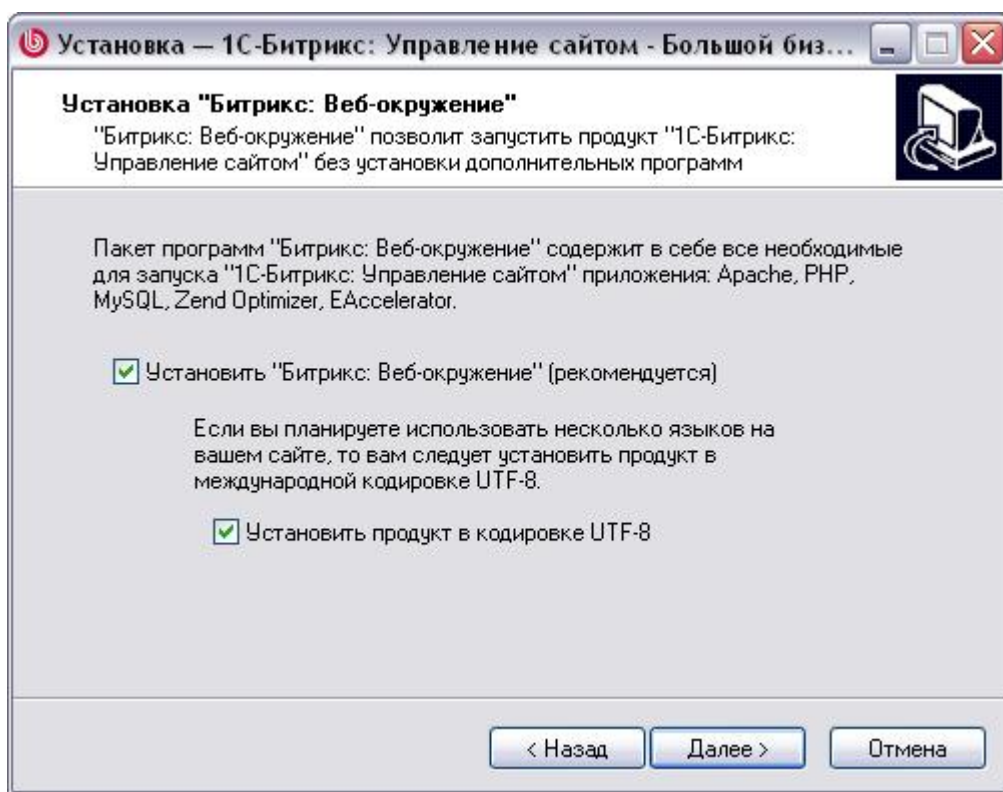 Установка — 1С-Битрикс: Управление сайтом - Большой биз...
Установка "Битрикс: Веб-окружение"
"Битрикс: Веб-окружение" позволит запустить продукт "1С-Битрикс:
Управление сайтом" без установки дополнительных программ
Пакет программ "Битрикс: Веб-окружение" содержит в себе все необходимые
для запуска "1С-Битрикс: Управление сайтом" приложения: Apache, PHP,
MySQL, Zend Optimizer, EAccelerator.
Установить "Битрикс: Веб-окружение" (рекомендуется)
Если вы планируете использовать несколько языков на
вашем сайте, то вам следует установить продукт в
международной кодировке UTF-8.
Установить продукт в кодировке UTF-8
< Назад
Далее >
Отмена